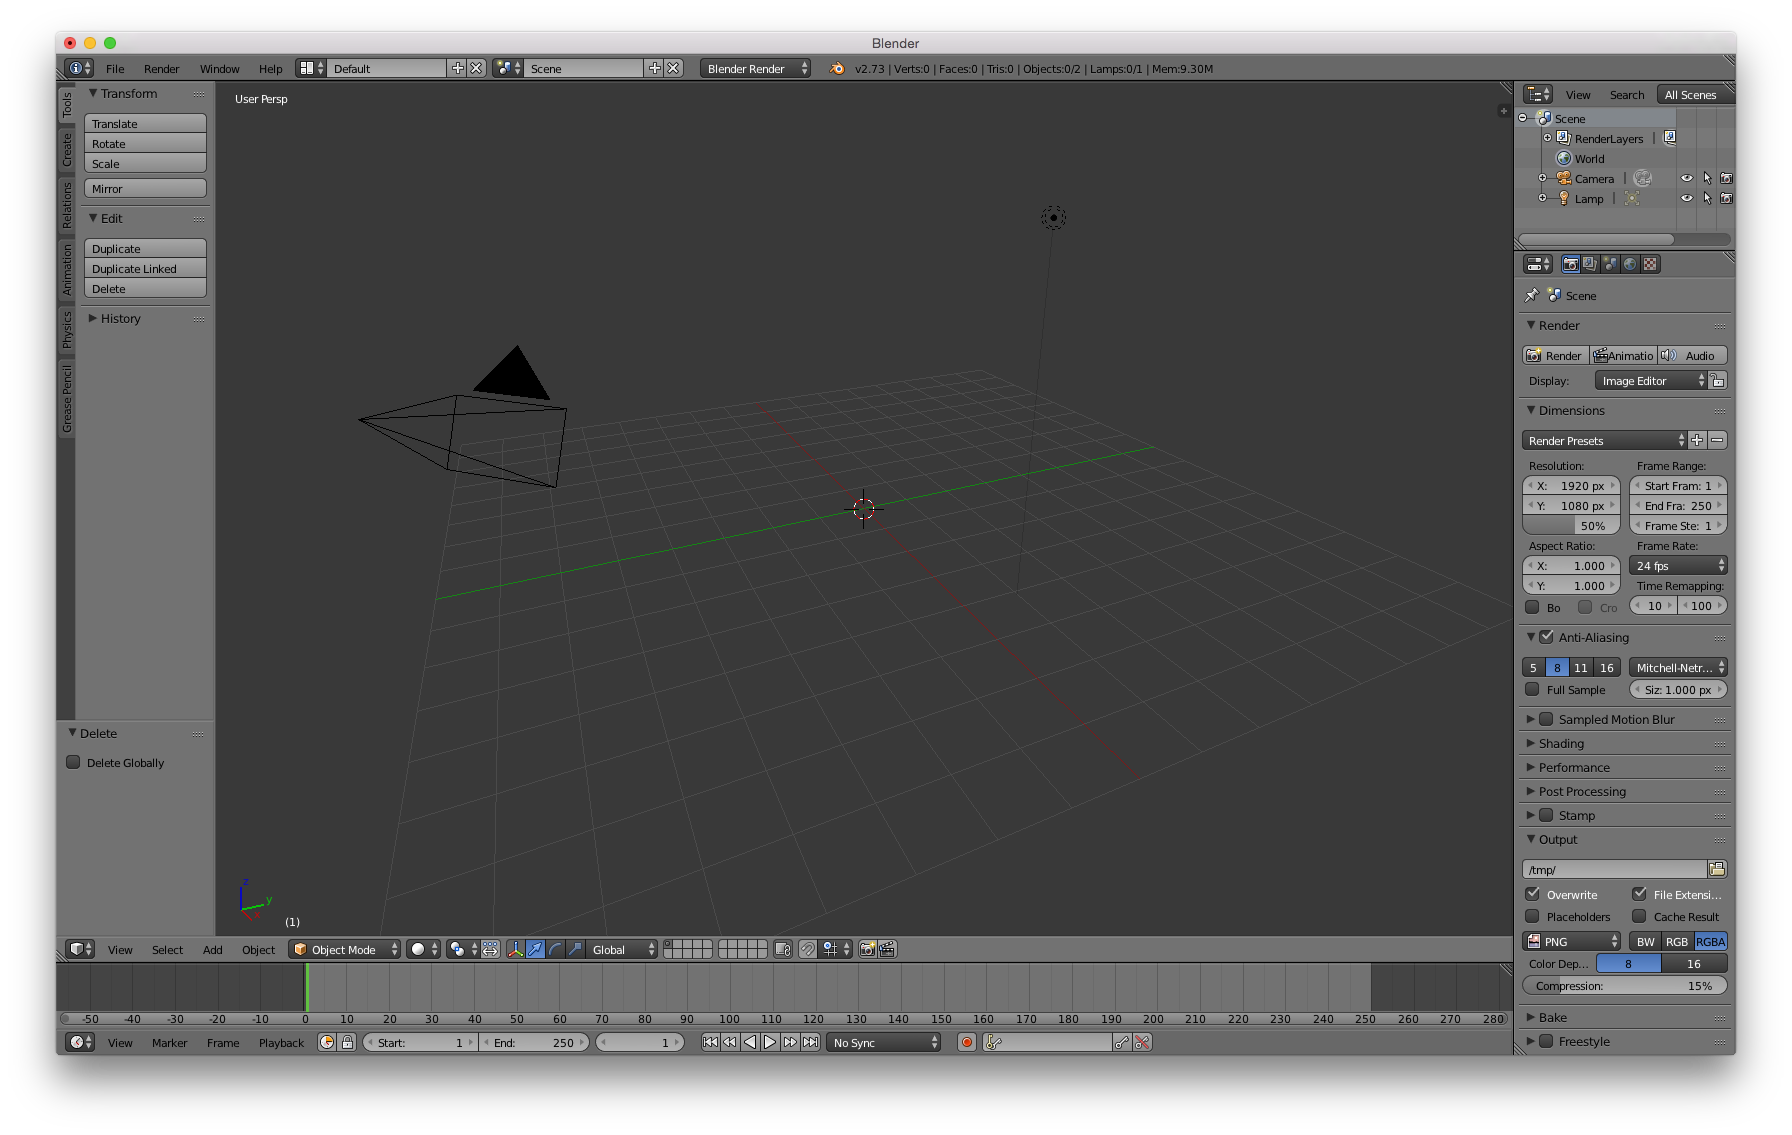 Blender
File Render Window Help Default Scene Blender Render v2.73 | Verts:0 | Faces:0 | Tris:0 | Objects:0/2 | Lamps:0/1 | Mem:9.30M
Tools
Create
Relations
Animation
Physics
Grease Pencil
Transform
Translate
Rotate
Scale
Mirror
Edit
Duplicate
Duplicate Linked
Delete
History
Delete
Delete Globally
User Persp
z
y
x
(1)
View Select Add Object Object Mode Global
-50 -40 -30 -20 -10 0 10 20 30 40 50 60 70 80 90 100 110 120 130 140 150 160 170 180 190 200 210 220 230 240 250 260 270 280
View Marker Frame Playback Start: 1 End: 250 1 No Sync
View Search All Scenes
Scene
RenderLayers |
World
Camera |
Lamp |
Scene
Render
Render Animatio Audio
Display: Image Editor
Dimensions
Render Presets
Resolution: Frame Range:
X: 1920 px Start Fram: 1
Y: 1080 px End Fra: 250
50% Frame Ste: 1
Aspect Ratio: Frame Rate:
X: 1.000 24 fps
Y: 1.000 Time Remapping:
Bo Cro 10 100
Anti-Aliasing
5 8 11 16 Mitchell-Netr...
Full Sample Siz: 1.000 px
Sampled Motion Blur
Shading
Performance
Post Processing
Stamp
Output
/tmp/
Overwrite File Extensi...
Placeholders Cache Result
PNG BW RGB RGBA
Color Dep... 8 16
Compression: 15%
Bake
Freestyle